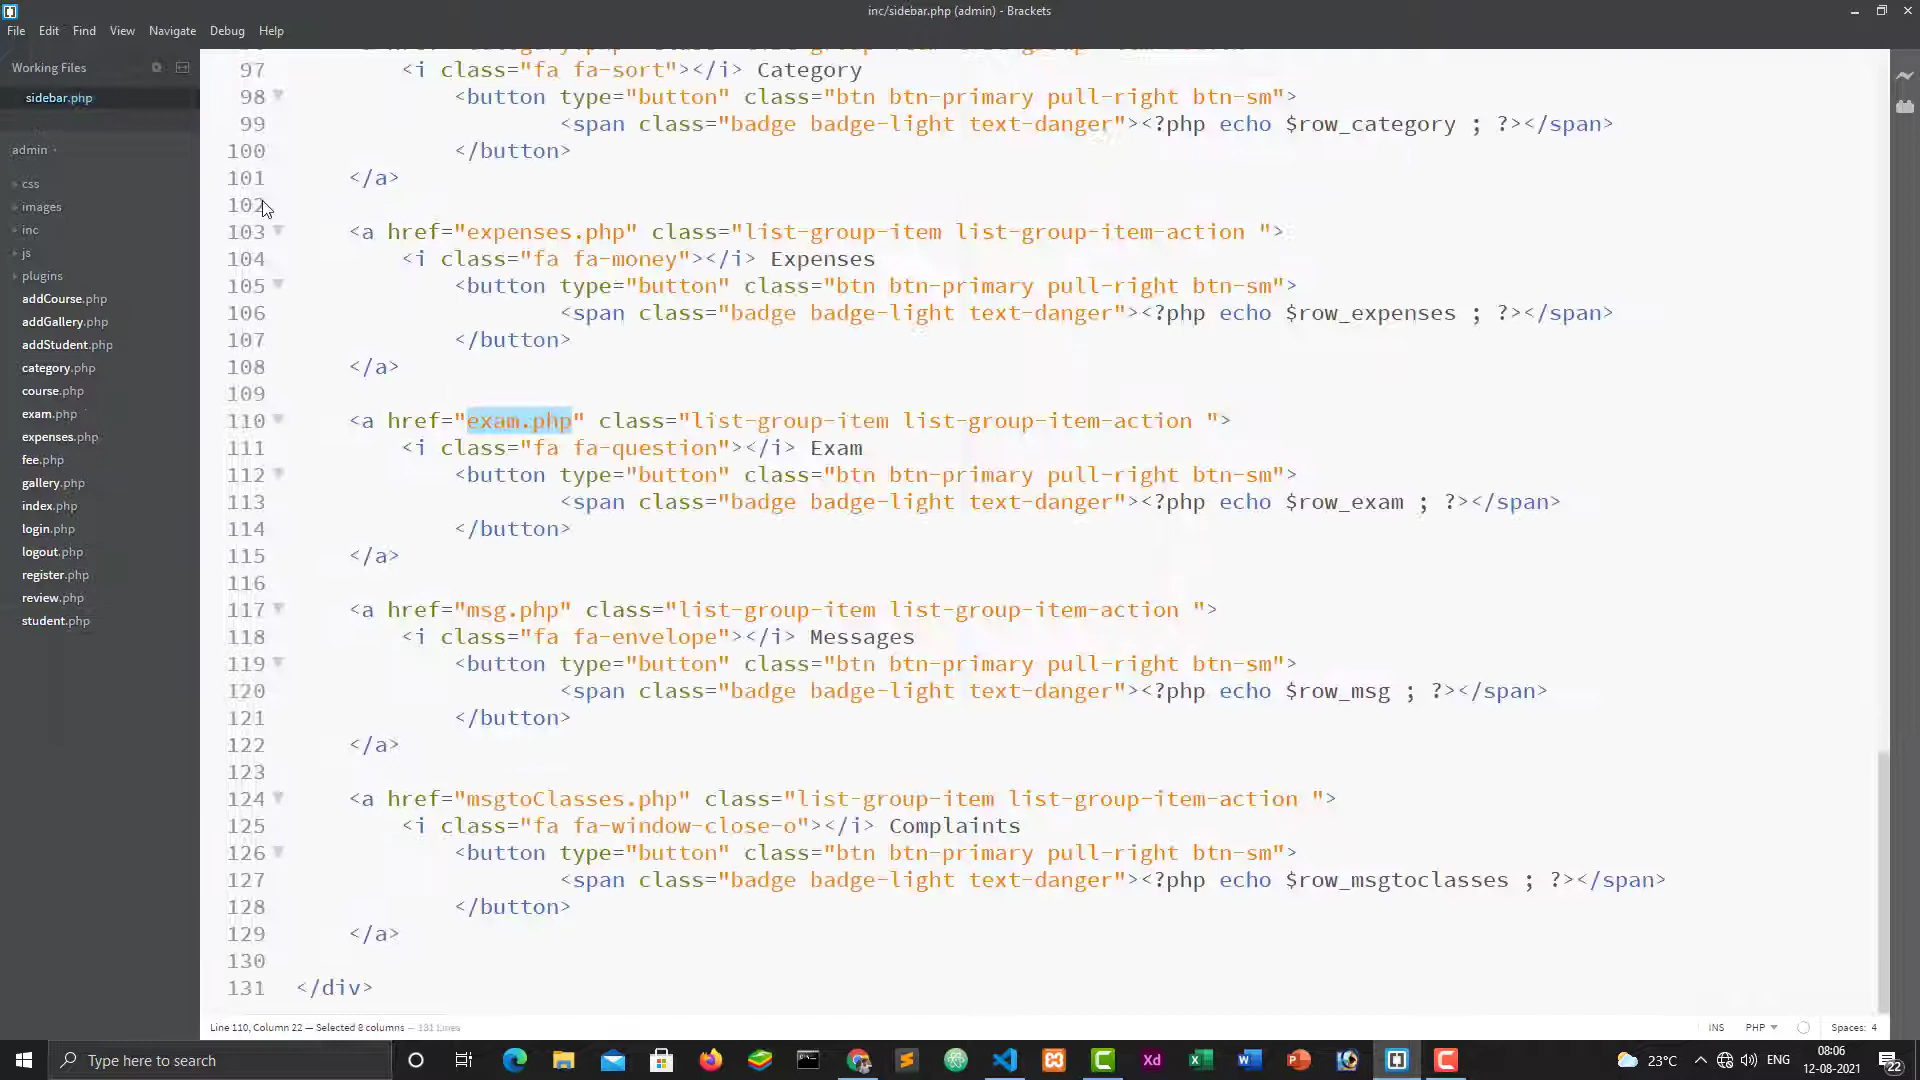 inc/sidebar.php (admin) - Brackets
File Edit Find View Navigate Debug Help
Working Files
sidebar.php
admin
css
images
inc
js
plugins
addCourse.php
addGallery.php
addStudent.php
category.php
course.php
exam.php
expenses.php
fee.php
gallery.php
index.php
login.php
logout.php
register.php
review.php
student.php
97 <i class="fa fa-sort"></i> Category
98 <button type="button" class="btn btn-primary pull-right btn-sm">
99 <span class="badge badge-light text-danger"><?php echo $row_category ; ?></span>
100 </button>
101 </a>
102
103 <a href="expenses.php" class="list-group-item list-group-item-action ">
104 <i class="fa fa-money"></i> Expenses
105 <button type="button" class="btn btn-primary pull-right btn-sm">
106 <span class="badge badge-light text-danger"><?php echo $row_expenses ; ?></span>
107 </button>
108 </a>
109
110 <a href="exam.php" class="list-group-item list-group-item-action ">
111 <i class="fa fa-question"></i> Exam
112 <button type="button" class="btn btn-primary pull-right btn-sm">
113 <span class="badge badge-light text-danger"><?php echo $row_exam ; ?></span>
114 </button>
115 </a>
116
117 <a href="msg.php" class="list-group-item list-group-item-action ">
118 <i class="fa fa-envelope"></i> Messages
119 <button type="button" class="btn btn-primary pull-right btn-sm">
120 <span class="badge badge-light text-danger"><?php echo $row_msg ; ?></span>
121 </button>
122 </a>
123
124 <a href="msgtoClasses.php" class="list-group-item list-group-item-action ">
125 <i class="fa fa-window-close-o"></i> Complaints
126 <button type="button" class="btn btn-primary pull-right btn-sm">
127 <span class="badge badge-light text-danger"><?php echo $row_msgtoclasses ; ?></span>
128 </button>
129 </a>
130
131 </div>
Line 110, Column 22 — Selected 8 columns — 131 Lines
INS PHP Spaces: 4
Type here to search
Xd
23°C
ENG
08:06
12-08-2021
22